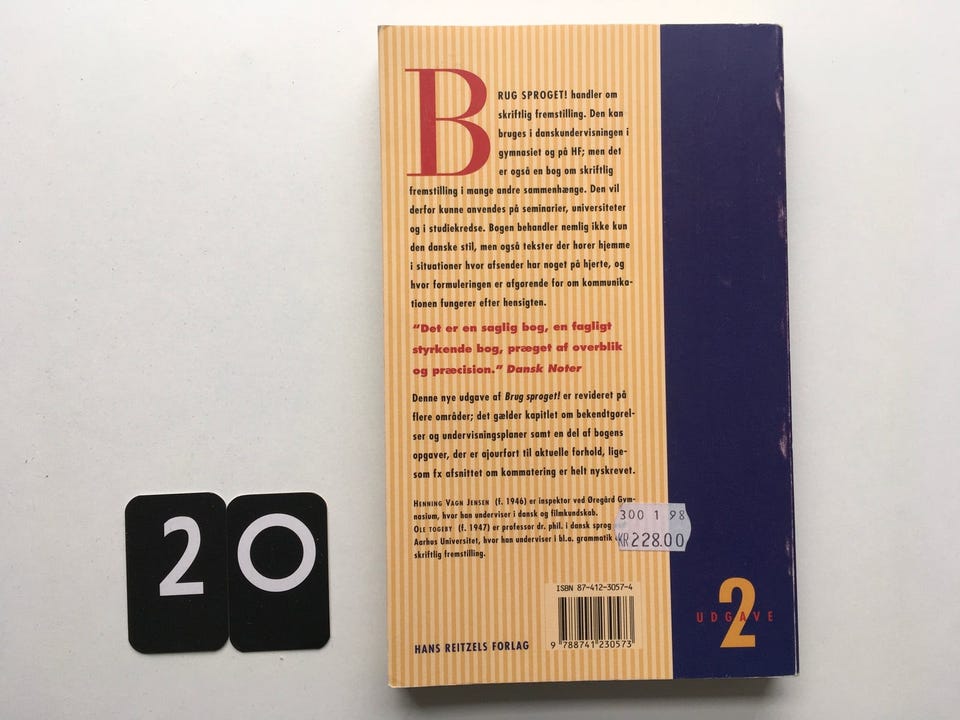 BRUG SPROGET! handler om
skriftlig fremstilling. Den kan
bruges i danskundervisningen i
gymnasiet og på HF; men det
er også en bog om skriftlig
fremstilling i mange andre sammenhænge. Den vil
derfor kunne anvendes på seminarier, universiteter
og i studiekredse. Bogen behandler nemlig ikke kun
den danske stil, men også tekster der hører hjemme
i situationer hvor afsender har noget på hjerte, og
hvor formuleringen er afgørende for om kommunika-
tionen fungerer efter hensigten.
"Det er en saglig bog, en fagligt
styrkende bog, præget af overblik
og præcision." Dansk Noter
Denne nye udgave af Brug sproget! er revideret på
flere områder; det gælder kapitlet om bekendtgørel-
ser og undervisningsplaner samt en del af bogens
opgaver, der er ajourført til aktuelle forhold, lige-
som fx afsnittet om kommatering er helt nyskrevet.
HENNING VAGN JENSEN (f. 1946) er inspektør ved Øregård Gym-
nasium, hvor han underviser i dansk og filmkundskab.
OLE TOGEBY (f. 1947) er professor dr. phil. i dansk sprog
Aarhus Universitet, hvor han underviser i bl.a. grammatik
skriftlig fremstilling.
300 1 98
KR228.00
ISBN 87-412-3057-4
9 788741 230573
HANS REITZELS FORLAG
2
UDGAVE
20